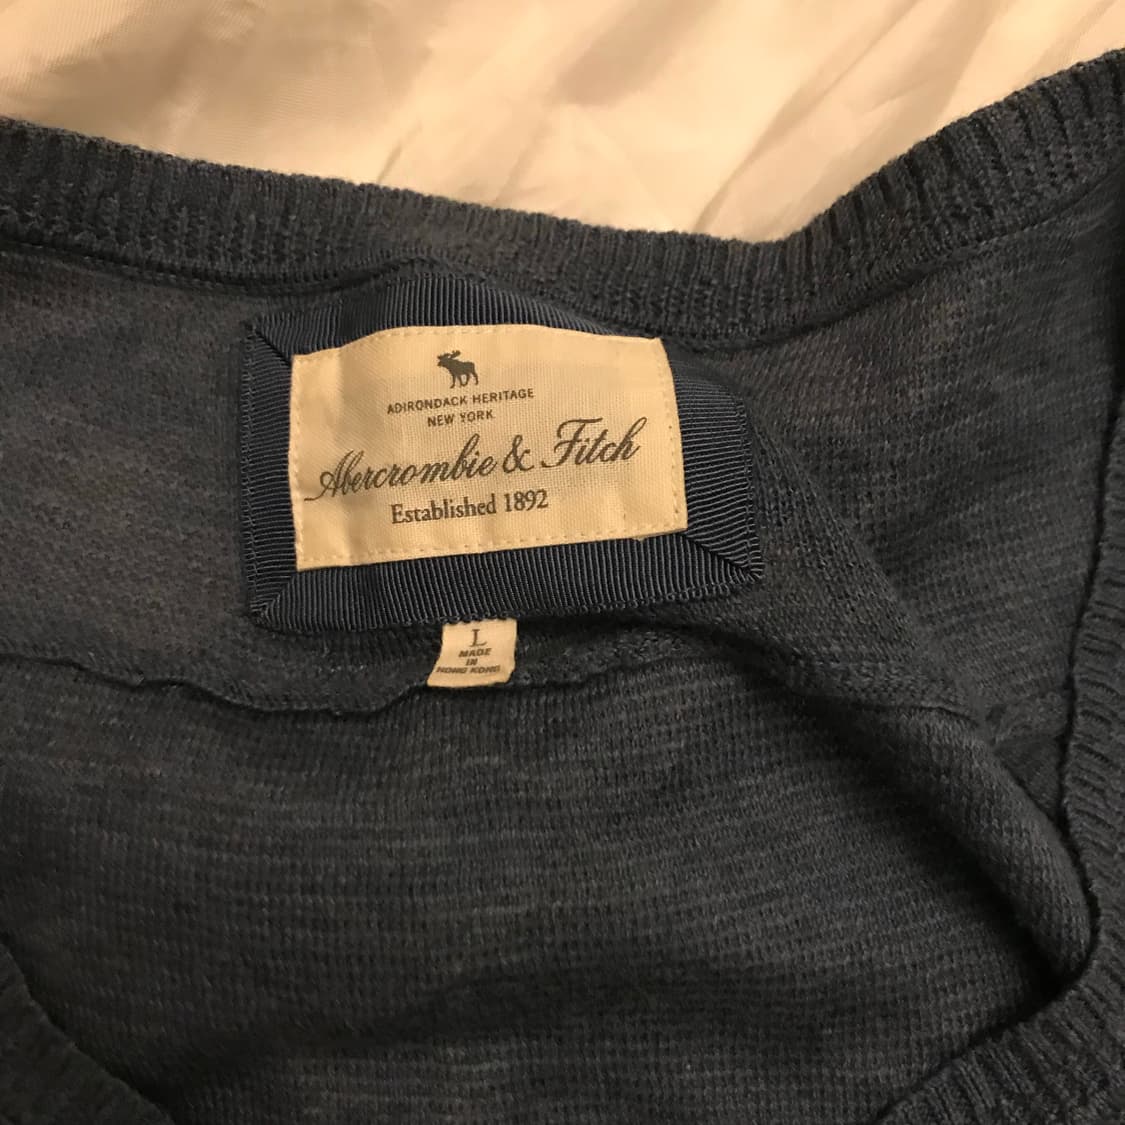 ADIRONDACK HERITAGE
NEW YORK
Abercrombie & Fitch
Established 1892
L
MADE
IN
HONG KONG